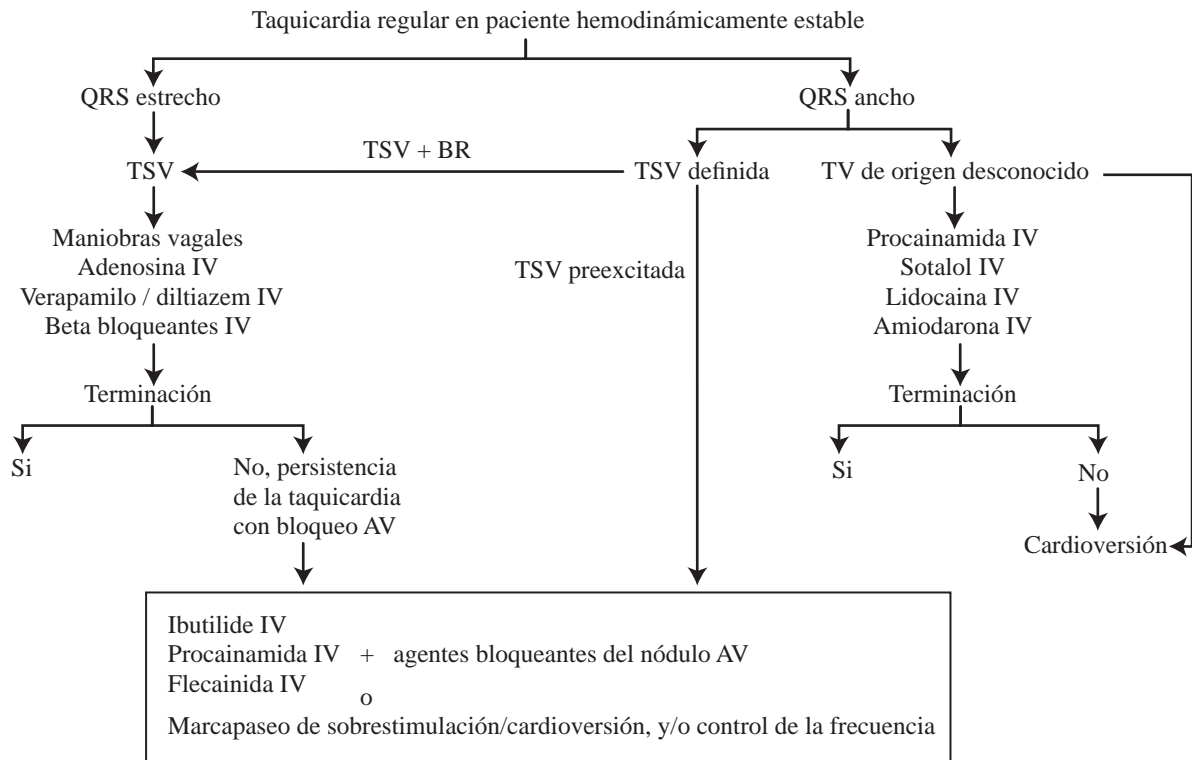 Taquicardia regular en paciente hemodinámicamente estable
QRS estrecho
QRS ancho
TSV + BR
TSV
TSV definida
TV de origen desconocido
Maniobras vagales
Adenosina IV
Verapamilo / diltiazem IV
Beta bloqueantes IV
TSV preexcitada
Procainamida IV
Sotalol IV
Lidocaina IV
Amiodarona IV
Terminación
Terminación
Si
No, persistencia
de la taquicardia
con bloqueo AV
Si
No
Cardioversión
Ibutilide IV
Procainamida IV + agentes bloqueantes del nódulo AV
Flecainida IV
o
Marcapaseo de sobrestimulación/cardioversión, y/o control de la frecuencia